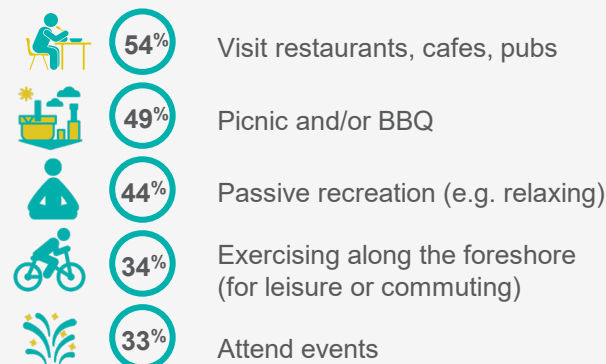 54% Visit restaurants, cafes, pubs
49% Picnic and/or BBQ
44% Passive recreation (e.g. relaxing)
34% Exercising along the foreshore
(for leisure or commuting)
33% Attend events